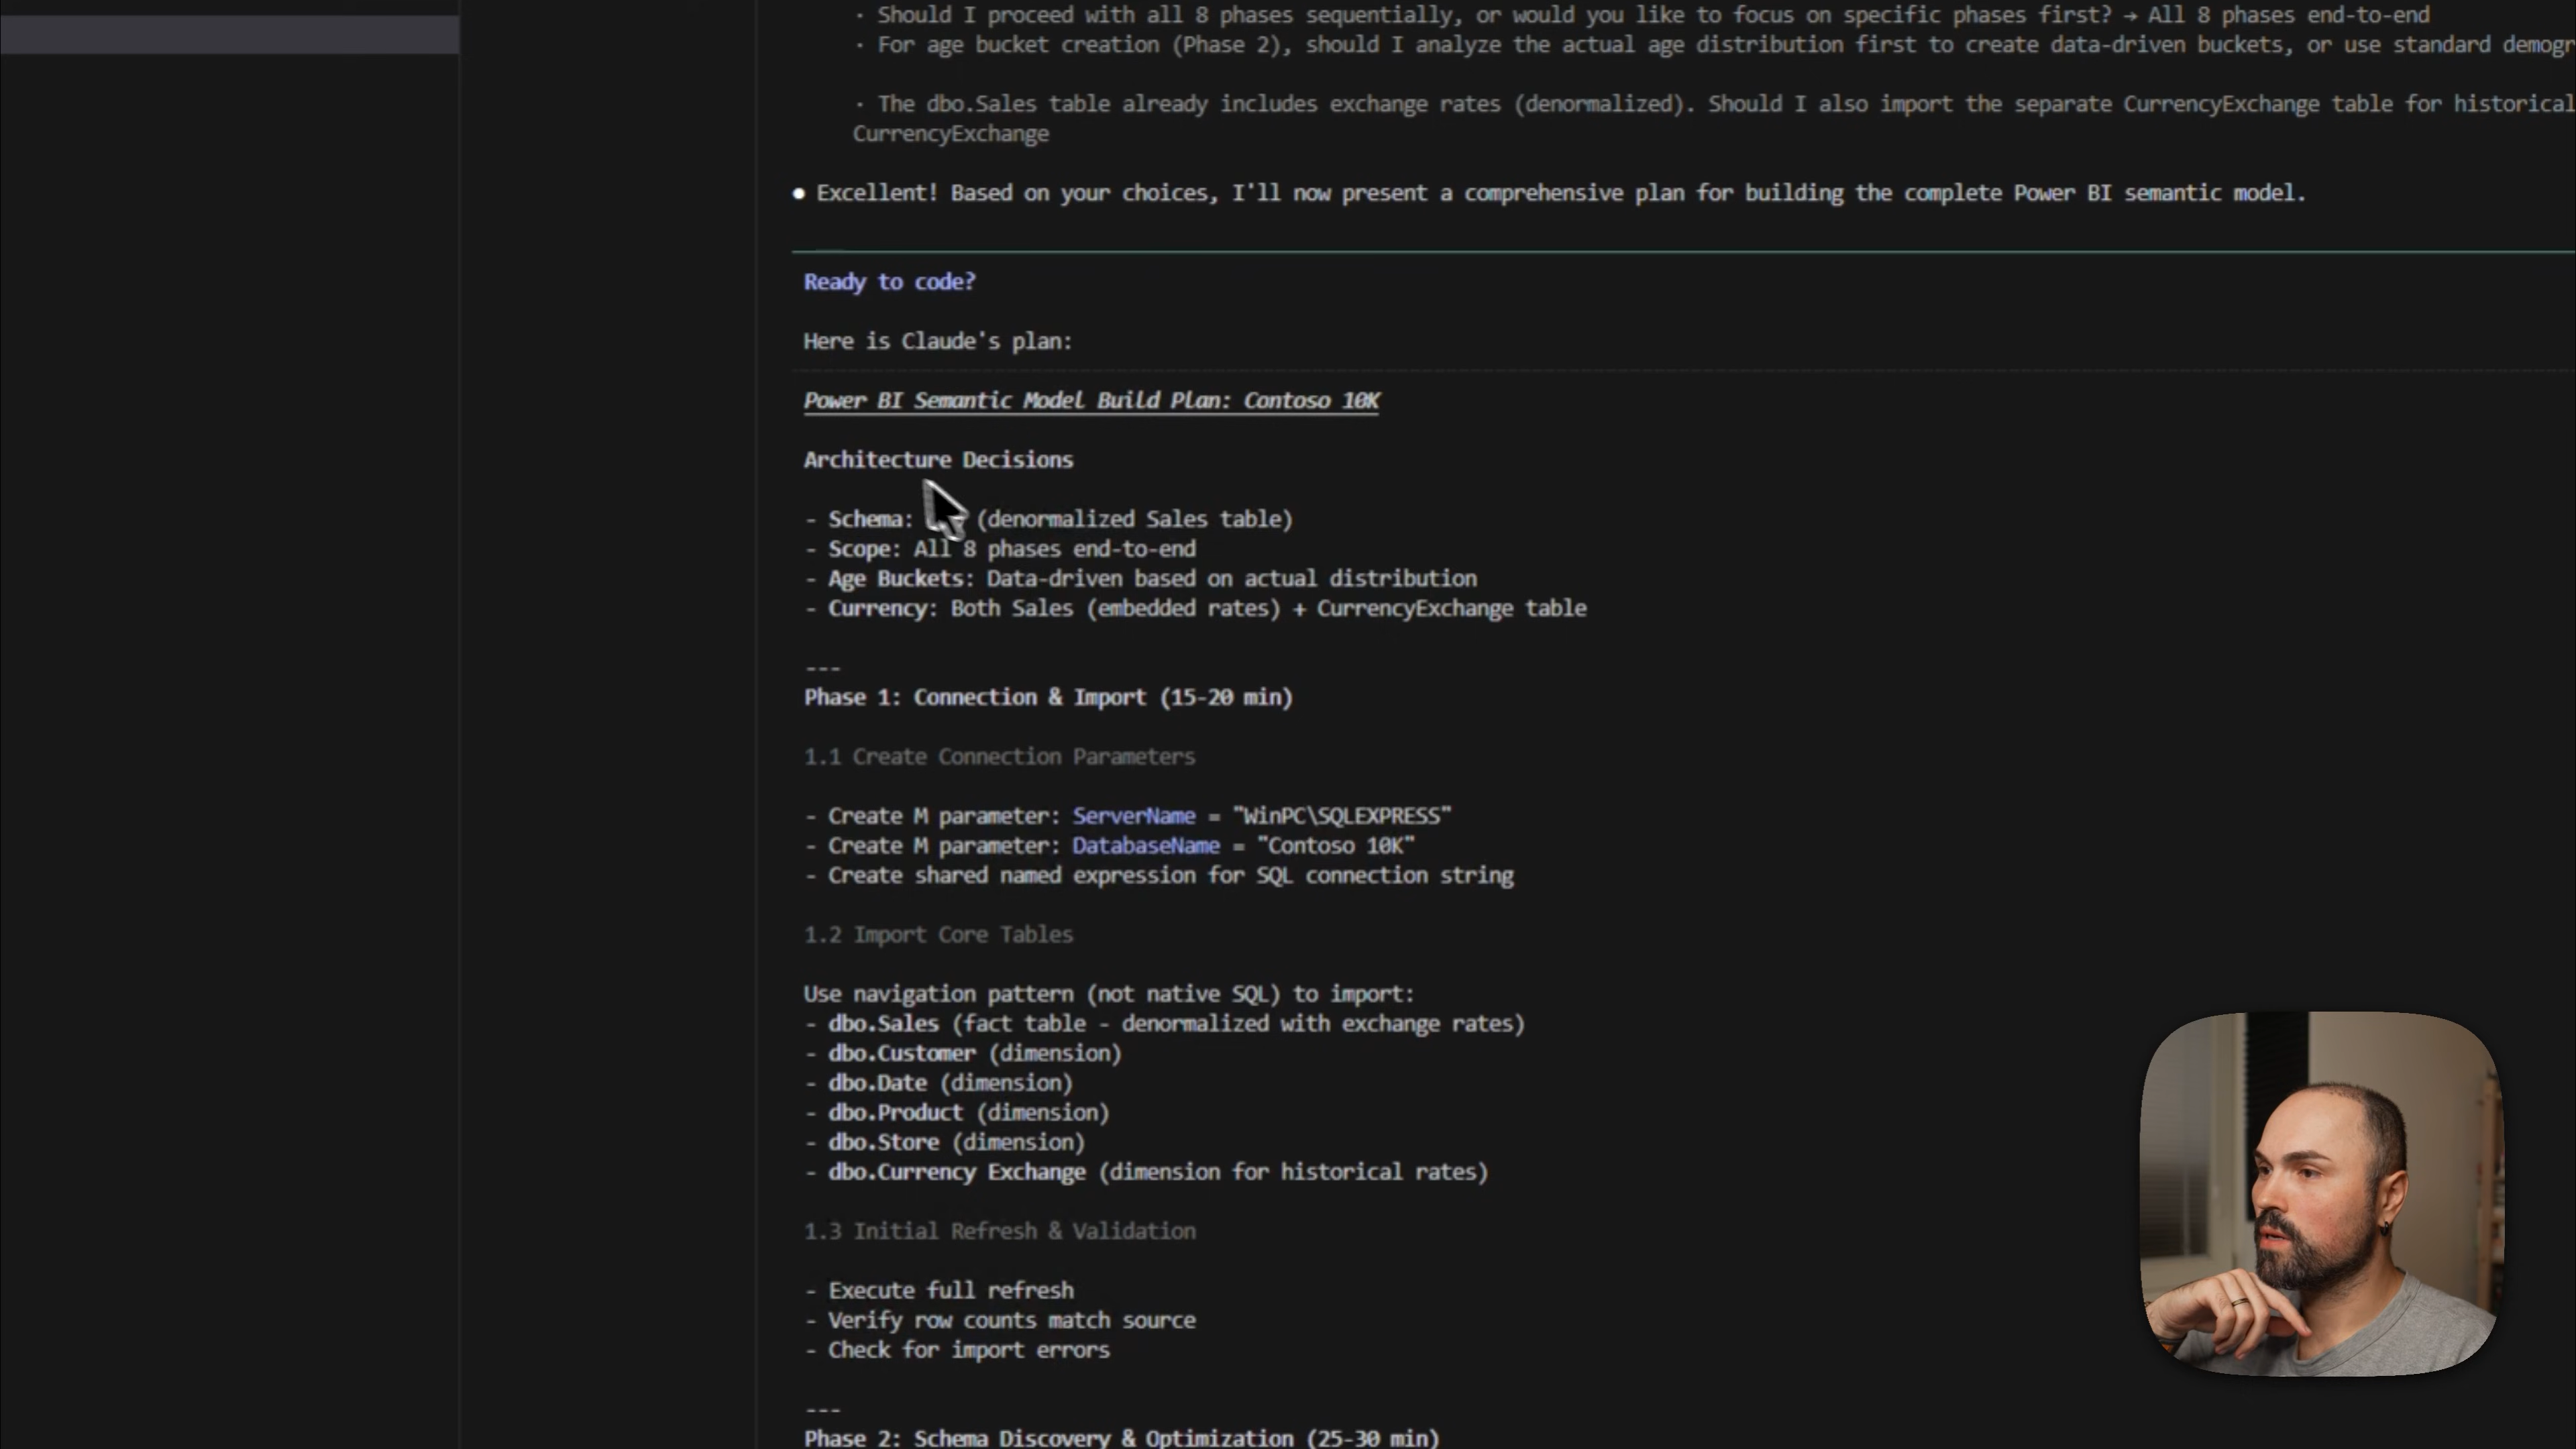 · Should I proceed with all 8 phases sequentially, or would you like to focus on specific phases first? → All 8 phases end-to-end
· For age bucket creation (Phase 2), should I analyze the actual age distribution first to create data-driven buckets, or use standard demogr
· The dbo.Sales table already includes exchange rates (denormalized). Should I also import the separate CurrencyExchange table for historical
CurrencyExchange
● Excellent! Based on your choices, I'll now present a comprehensive plan for building the complete Power BI semantic model.
Ready to code?
Here is Claude's plan:
Power BI Semantic Model Build Plan: Contoso 10K
Architecture Decisions
- Schema: (denormalized Sales table)
- Scope: All 8 phases end-to-end
- Age Buckets: Data-driven based on actual distribution
- Currency: Both Sales (embedded rates) + CurrencyExchange table
---
Phase 1: Connection & Import (15-20 min)
1.1 Create Connection Parameters
- Create M parameter: ServerName = "WinPC\SQLEXPRESS"
- Create M parameter: DatabaseName = "Contoso 10K"
- Create shared named expression for SQL connection string
1.2 Import Core Tables
Use navigation pattern (not native SQL) to import:
- dbo.Sales (fact table - denormalized with exchange rates)
- dbo.Customer (dimension)
- dbo.Date (dimension)
- dbo.Product (dimension)
- dbo.Store (dimension)
- dbo.Currency Exchange (dimension for historical rates)
1.3 Initial Refresh & Validation
- Execute full refresh
- Verify row counts match source
- Check for import errors
---
Phase 2: Schema Discovery & Optimization (25-30 min)